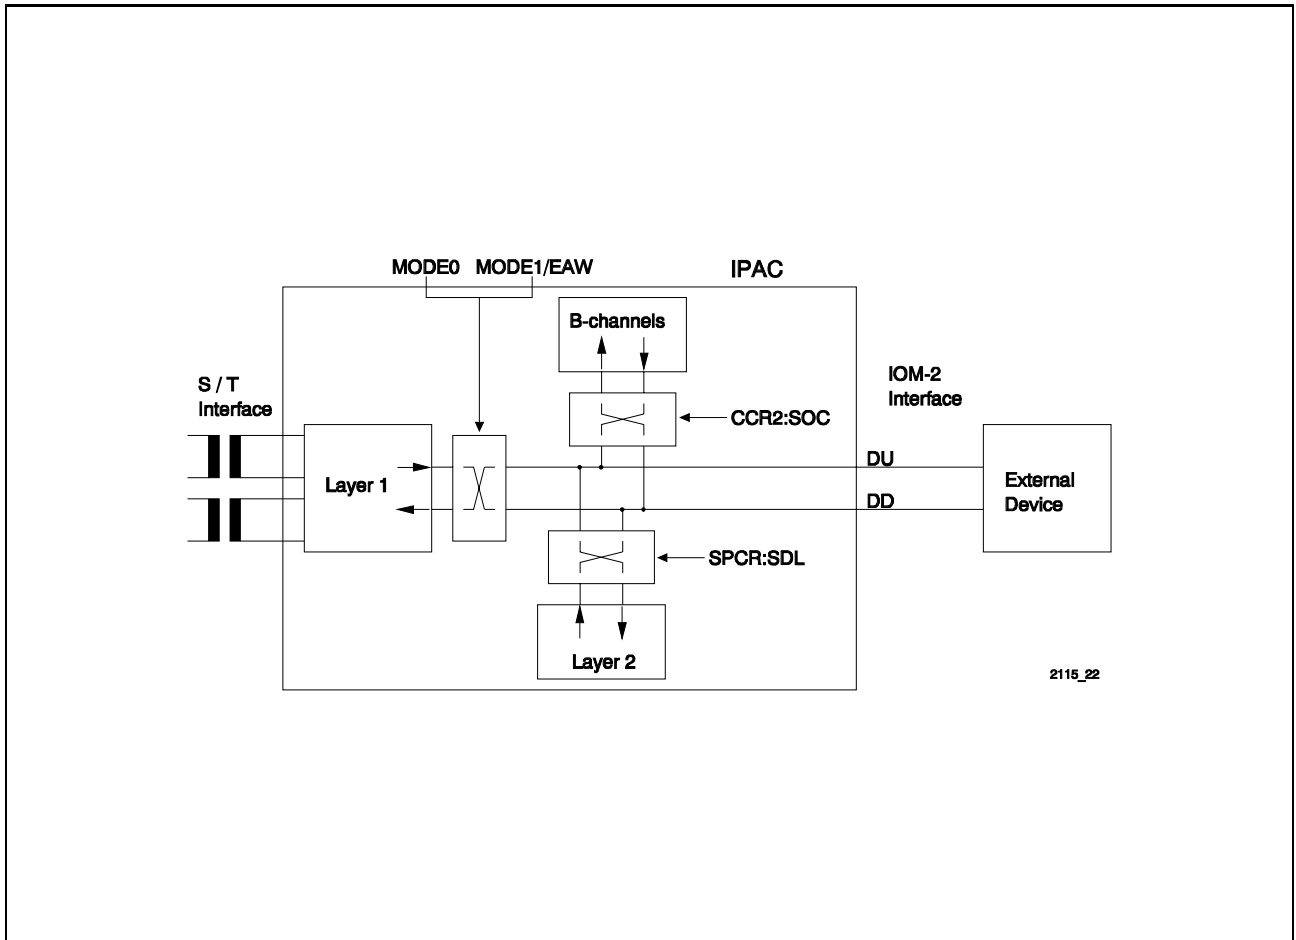 MODE0 MODE1/EAW
IPAC
B-channels
S / T
Interface
IOM-2
Interface
CCR2:SOC
DU
Layer 1
External
Device
DD
SPCR:SDL
Layer 2
2115_22